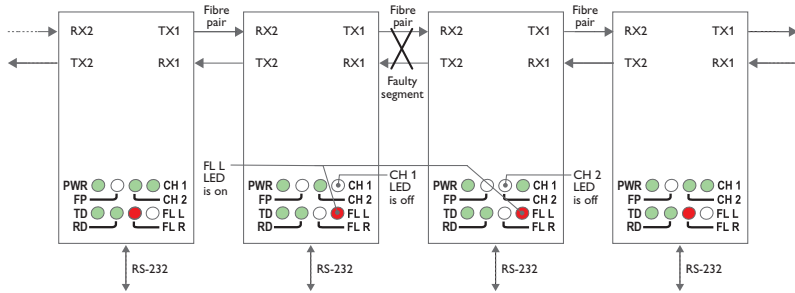 Fibre
pair
Fibre
pair
Fibre
pair
RX2 TX1
RX2 TX1
RX2 TX1
RX2 TX1
TX2 RX1
TX2 RX1
TX2 RX1
TX2 RX1
Faulty
segment
FL L
LED
is on
CH 1
LED
is off
CH 2
LED
is off
PWR CH 1
FP CH 2
TD FL L
RD FL R
PWR CH 1
FP CH 2
TD FL L
RD FL R
PWR CH 1
FP CH 2
TD FL L
RD FL R
PWR CH 1
FP CH 2
TD FL L
RD FL R
RS-232
RS-232
RS-232
RS-232